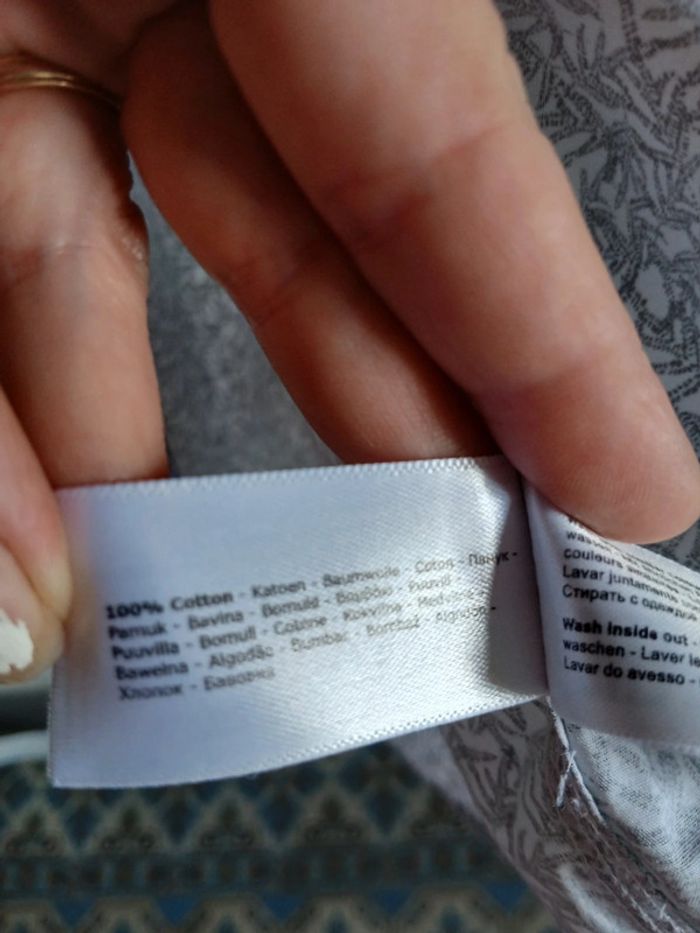 100% Cotton - Katoen - Baumwolle - Coton - Памук -
Pamuk - Bavlna - Bomuld - Βαμβάκι - Puuvill -
Puuvilla - Bomull - Cotone - Kokvilna - Medvilnė -
Bawełna - Algodão - Bumbac - Bombaž - Algodón -
Хлопок - Бавовна
couleurs
Lavar juntamente
Стирать с одеждой
Wash inside out -
waschen - Laver le
Lavar do avesso -